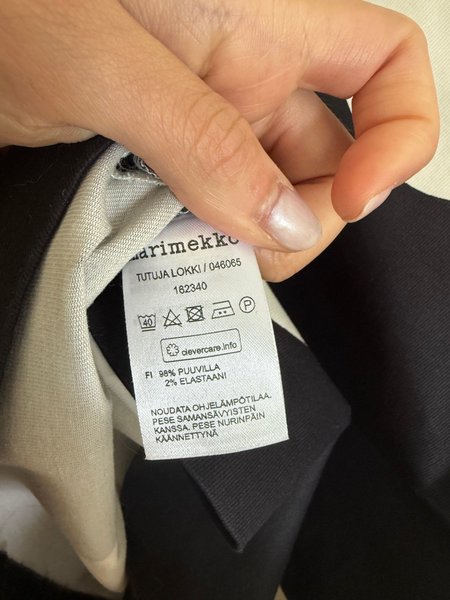 marimekko
TUTUJA LOKKI / 046065
162340
40 P
clevercare.info
FI 98% PUUVILLA
2% ELASTAANI
NOUDATA OHJELÄMPÖTILAA.
PESE SAMANSÄVYISTEN
KANSSA. PESE NURINPÄIN
KÄÄNNETTYNÄ